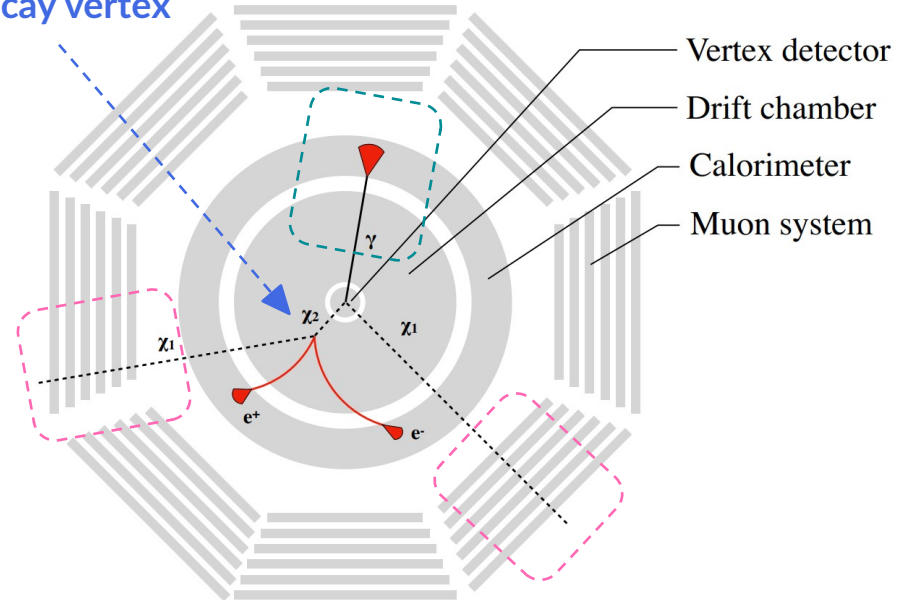 cay vertex
Vertex detector
Drift chamber
Calorimeter
Muon system
γ
χ₂
χ₁
χ₁
e⁺
e⁻